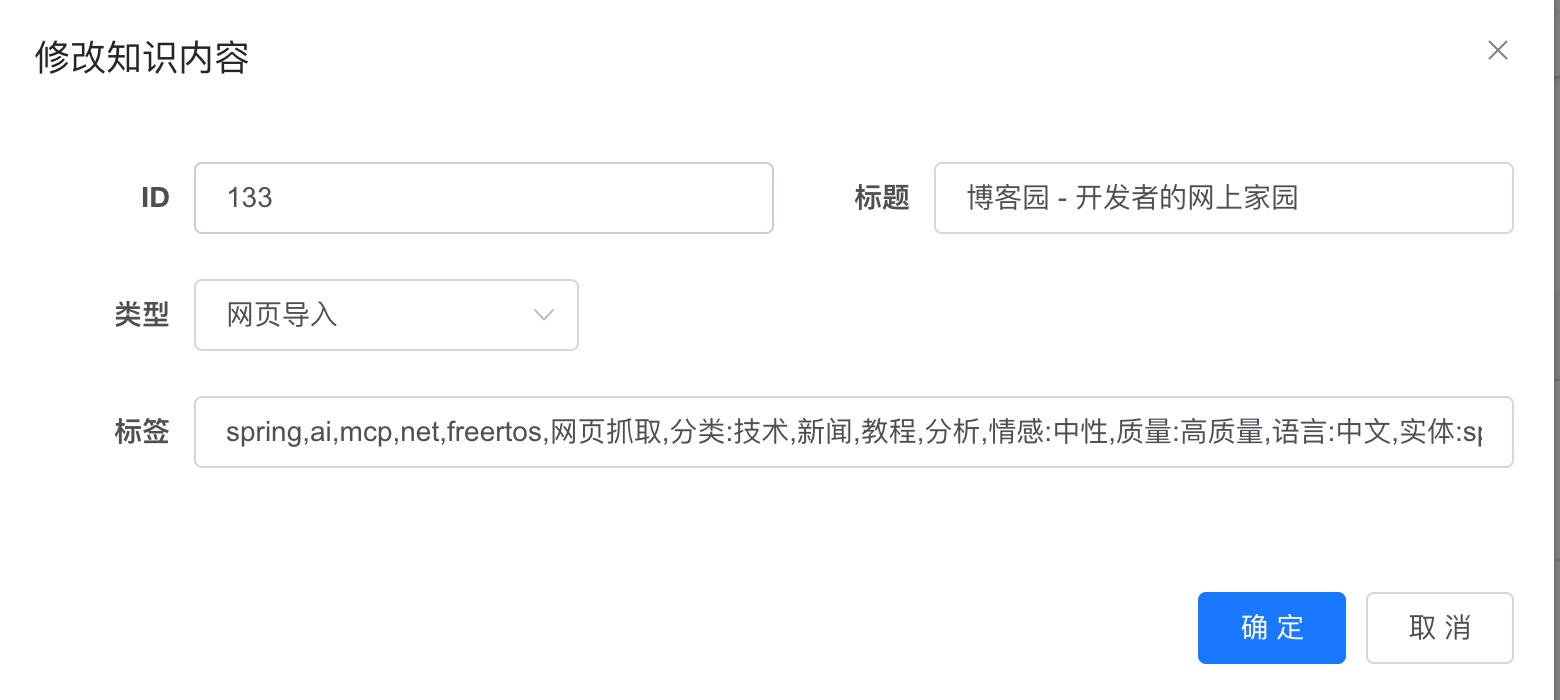 修改知识内容
ID 133 标题 博客园 - 开发者的网上家园
类型 网页导入
标签 spring,ai,mcp,net,freertos,网页抓取,分类:技术,新闻,教程,分析,情感:中性,质量:高质量,语言:中文,实体:sp
确 定 取 消